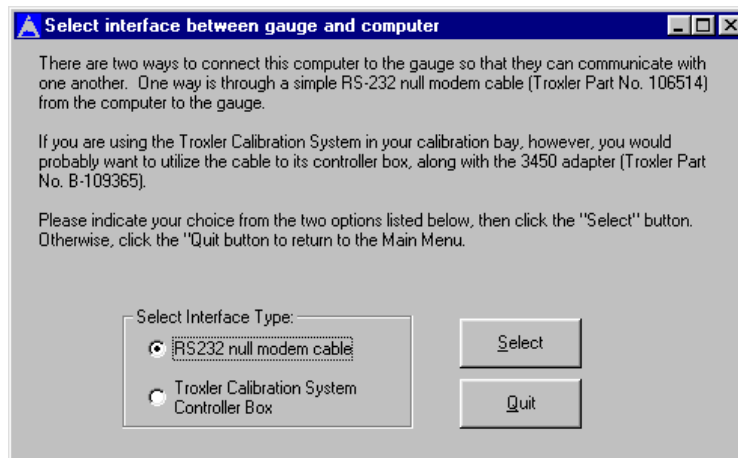 Select interface between gauge and computer
There are two ways to connect this computer to the gauge so that they can communicate with
one another. One way is through a simple RS-232 null modem cable (Troxler Part No. 106514)
from the computer to the gauge.
If you are using the Troxler Calibration System in your calibration bay, however, you would
probably want to utilize the cable to its controller box, along with the 3450 adapter (Troxler Part
No. B-109365).
Please indicate your choice from the two options listed below, then click the "Select" button.
Otherwise, click the "Quit button to return to the Main Menu.
Select Interface Type:
RS232 null modem cable
Troxler Calibration System
Controller Box
Select
Quit